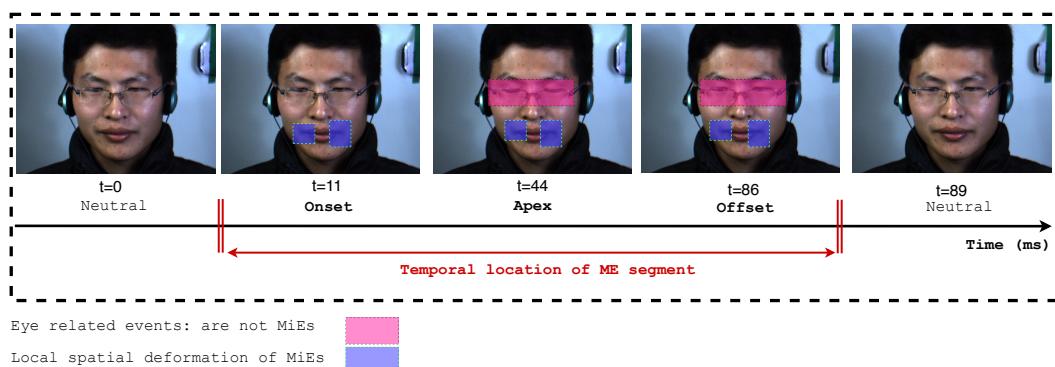 t=0 t=11 t=44 t=86 t=89
Neutral Onset Apex Offset Neutral
Time (ms)
Temporal location of ME segment
Eye related events: are not MiEs
Local spatial deformation of MiEs